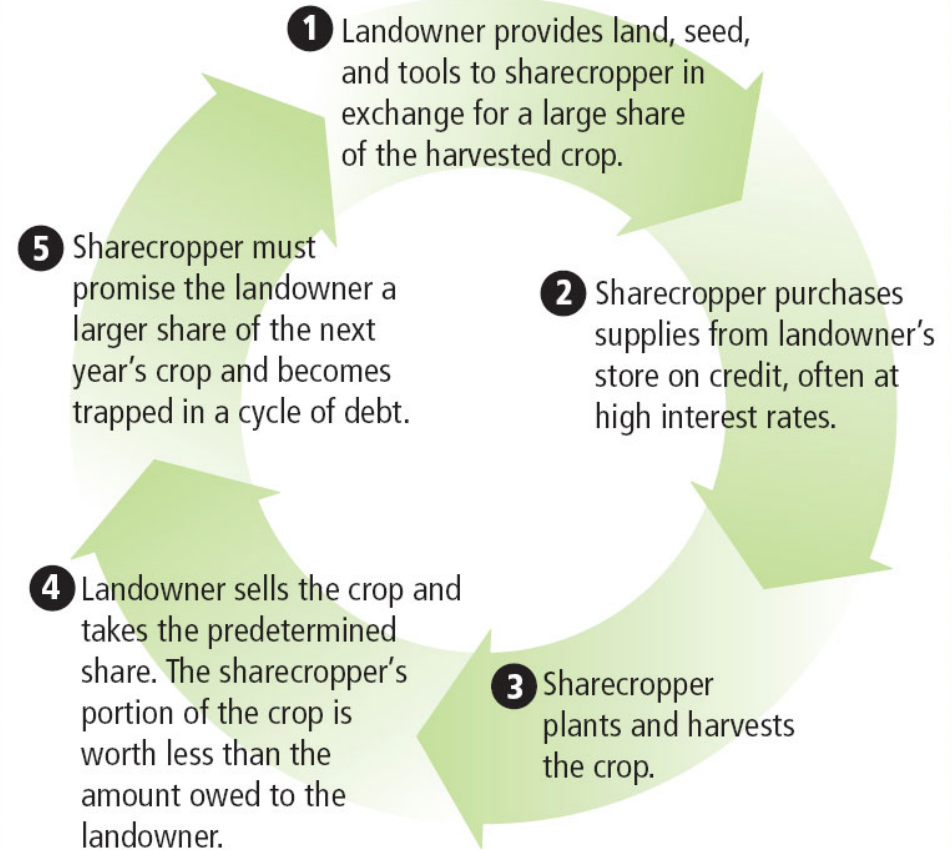 1 Landowner provides land, seed,
and tools to sharecropper in
exchange for a large share
of the harvested crop.
2 Sharecropper purchases
supplies from landowner’s
store on credit, often at
high interest rates.
3 Sharecropper
plants and harvests
the crop.
4 Landowner sells the crop and
takes the predetermined
share. The sharecropper’s
portion of the crop is
worth less than the
amount owed to the
landowner.
5 Sharecropper must
promise the landowner a
larger share of the next
year’s crop and becomes
trapped in a cycle of debt.